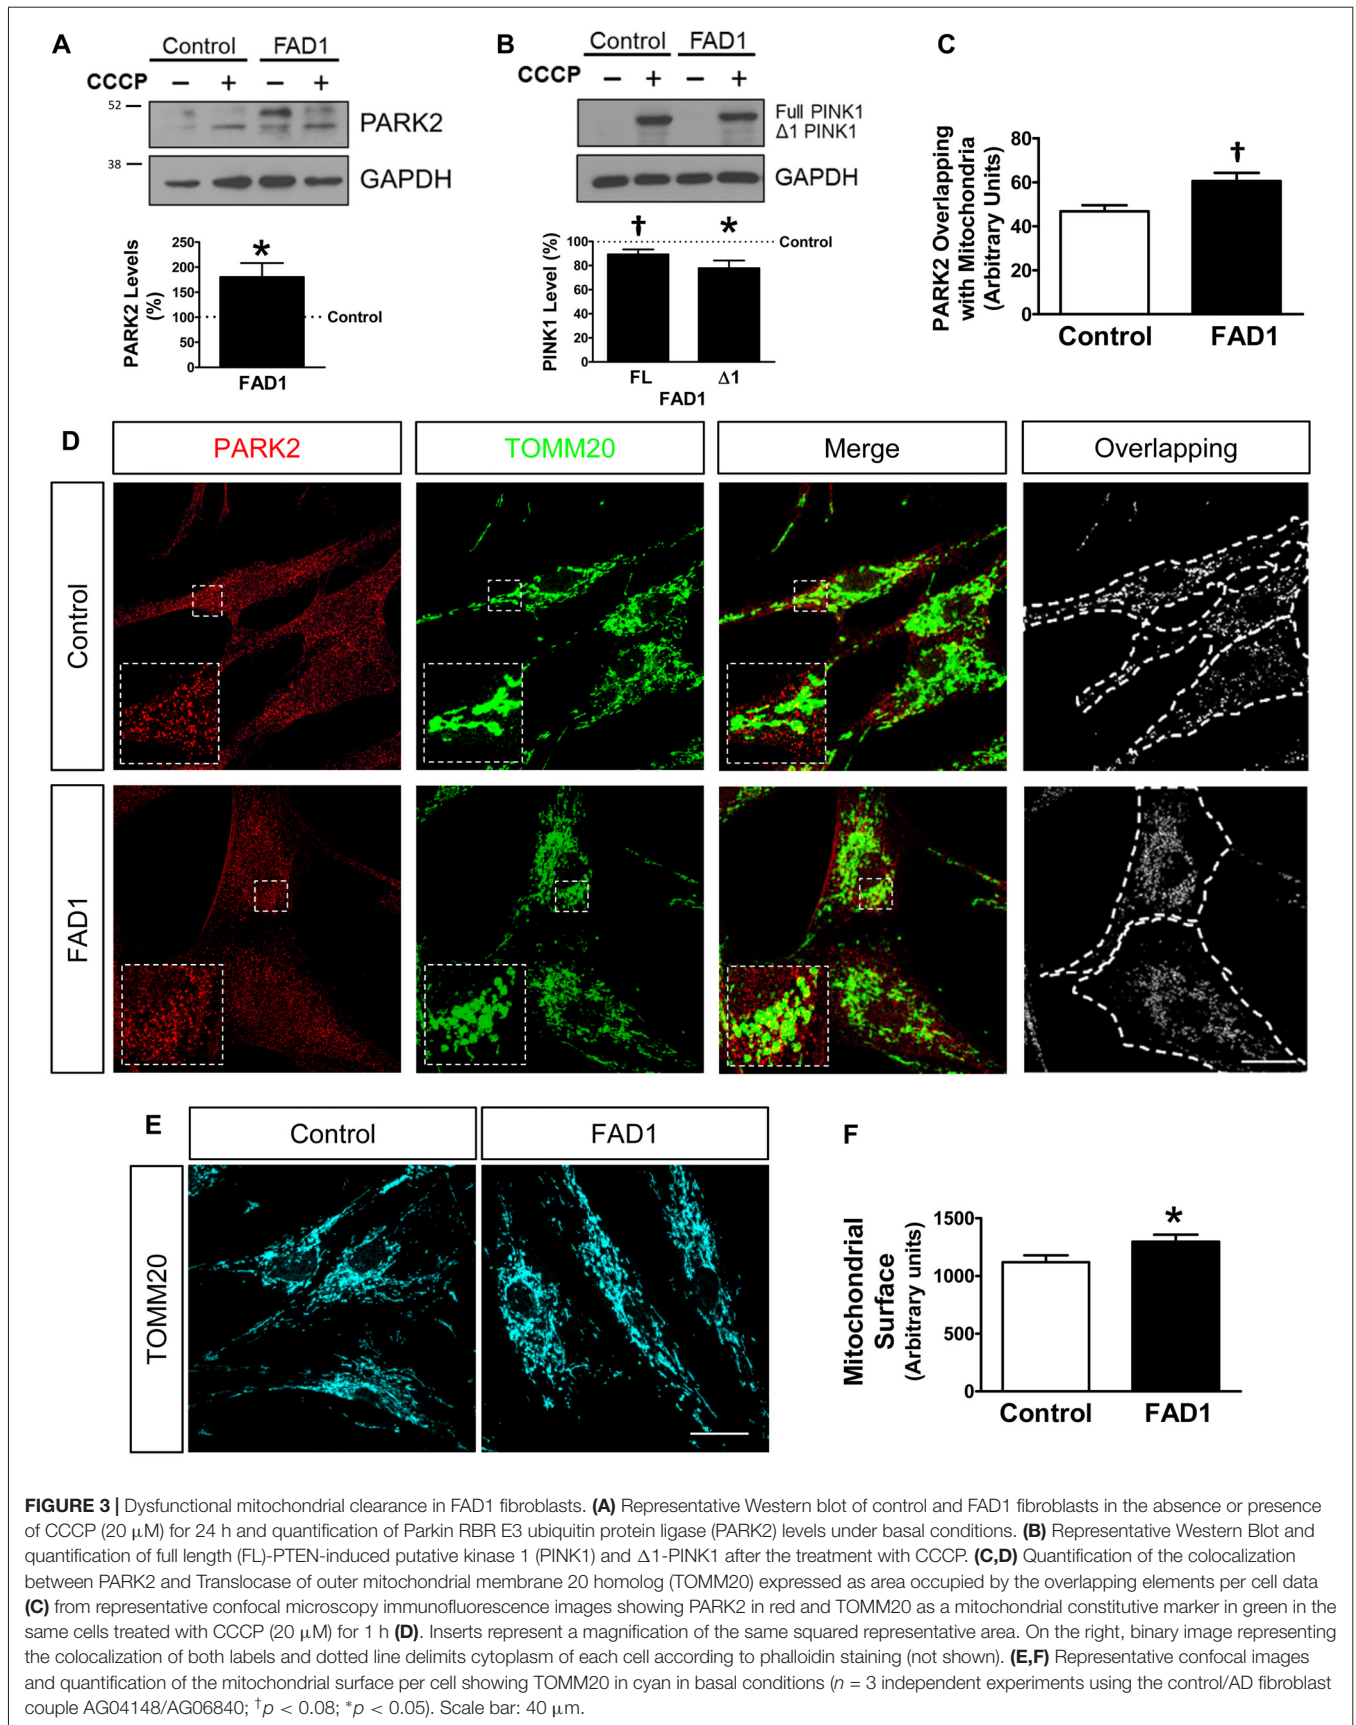 A
Control FAD1
CCCP − + − +
52
PARK2
38
GAPDH
PARK2 Levels (%)
250
200
150
100
50
0
Control
FAD1
*
B
Control FAD1
CCCP − + − +
Full PINK1
Δ1 PINK1
GAPDH
PINK1 Level (%)
100
80
60
40
20
0
† *
Control
FL Δ1
FAD1
C
PARK2 Overlapping
with Mitochondria
(Arbitrary Units)
80
60
40
20
0
†
Control FAD1
D
PARK2 TOMM20 Merge Overlapping
Control
FAD1
E
Control FAD1
TOMM20
F
Mitochondrial
Surface
(Arbitrary units)
1500
1000
500
0
*
Control FAD1
FIGURE 3 | Dysfunctional mitochondrial clearance in FAD1 fibroblasts. (A) Representative Western blot of control and FAD1 fibroblasts in the absence or presence
of CCCP (20 μM) for 24 h and quantification of Parkin RBR E3 ubiquitin protein ligase (PARK2) levels under basal conditions. (B) Representative Western Blot and
quantification of full length (FL)-PTEN-induced putative kinase 1 (PINK1) and Δ1-PINK1 after the treatment with CCCP. (C,D) Quantification of the colocalization
between PARK2 and Translocase of outer mitochondrial membrane 20 homolog (TOMM20) expressed as area occupied by the overlapping elements per cell data
(C) from representative confocal microscopy immunofluorescence images showing PARK2 in red and TOMM20 as a mitochondrial constitutive marker in green in the
same cells treated with CCCP (20 μM) for 1 h (D). Inserts represent a magnification of the same squared representative area. On the right, binary image representing
the colocalization of both labels and dotted line delimits cytoplasm of each cell according to phalloidin staining (not shown). (E,F) Representative confocal images
and quantification of the mitochondrial surface per cell showing TOMM20 in cyan in basal conditions (n = 3 independent experiments using the control/AD fibroblast
couple AG04148/AG06840; †p < 0.08; *p < 0.05). Scale bar: 40 μm.